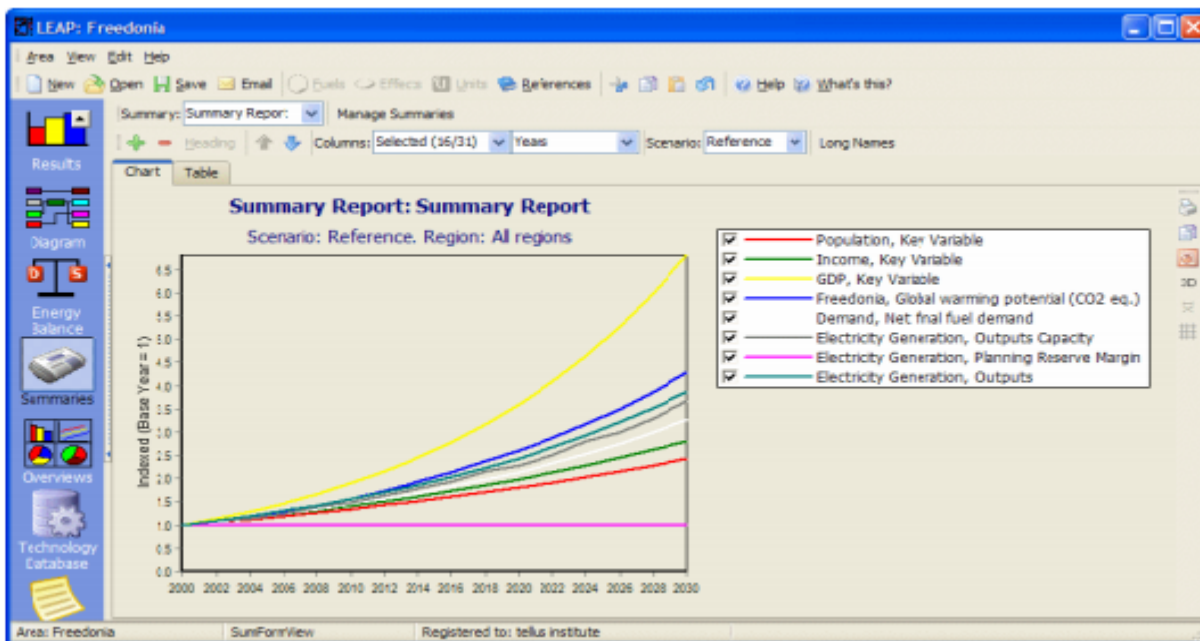 LEAP: Freedonia
Area View Edit Help
New Open Save Email Fuels Effects Units References Help What's this?
Summary: Summary Repor: Manage Summaries
Heading Columns: Selected (16/31) Years Scenario: Reference Long Names
Results
Diagram
D S
Energy
Balance
Summaries
Overviews
Technology
Database
Chart Table
Summary Report: Summary Report
Scenario: Reference. Region: All regions
Indexed (Base Year = 1)
6.5
6.0
5.5
5.0
4.5
4.0
3.5
3.0
2.5
2.0
1.5
1.0
0.5
0.0
2000 2002 2004 2006 2008 2010 2012 2014 2016 2018 2020 2022 2024 2026 2028 2030
Population, Key Variable
Income, Key Variable
GDP, Key Variable
Freedonia, Global warming potential (CO2 eq.)
Demand, Net fnal fuel demand
Electricity Generation, Outputs Capacity
Electricity Generation, Planning Reserve Margin
Electricity Generation, Outputs
3D
Area: Freedonia SumFormView Registered to: tellus institute